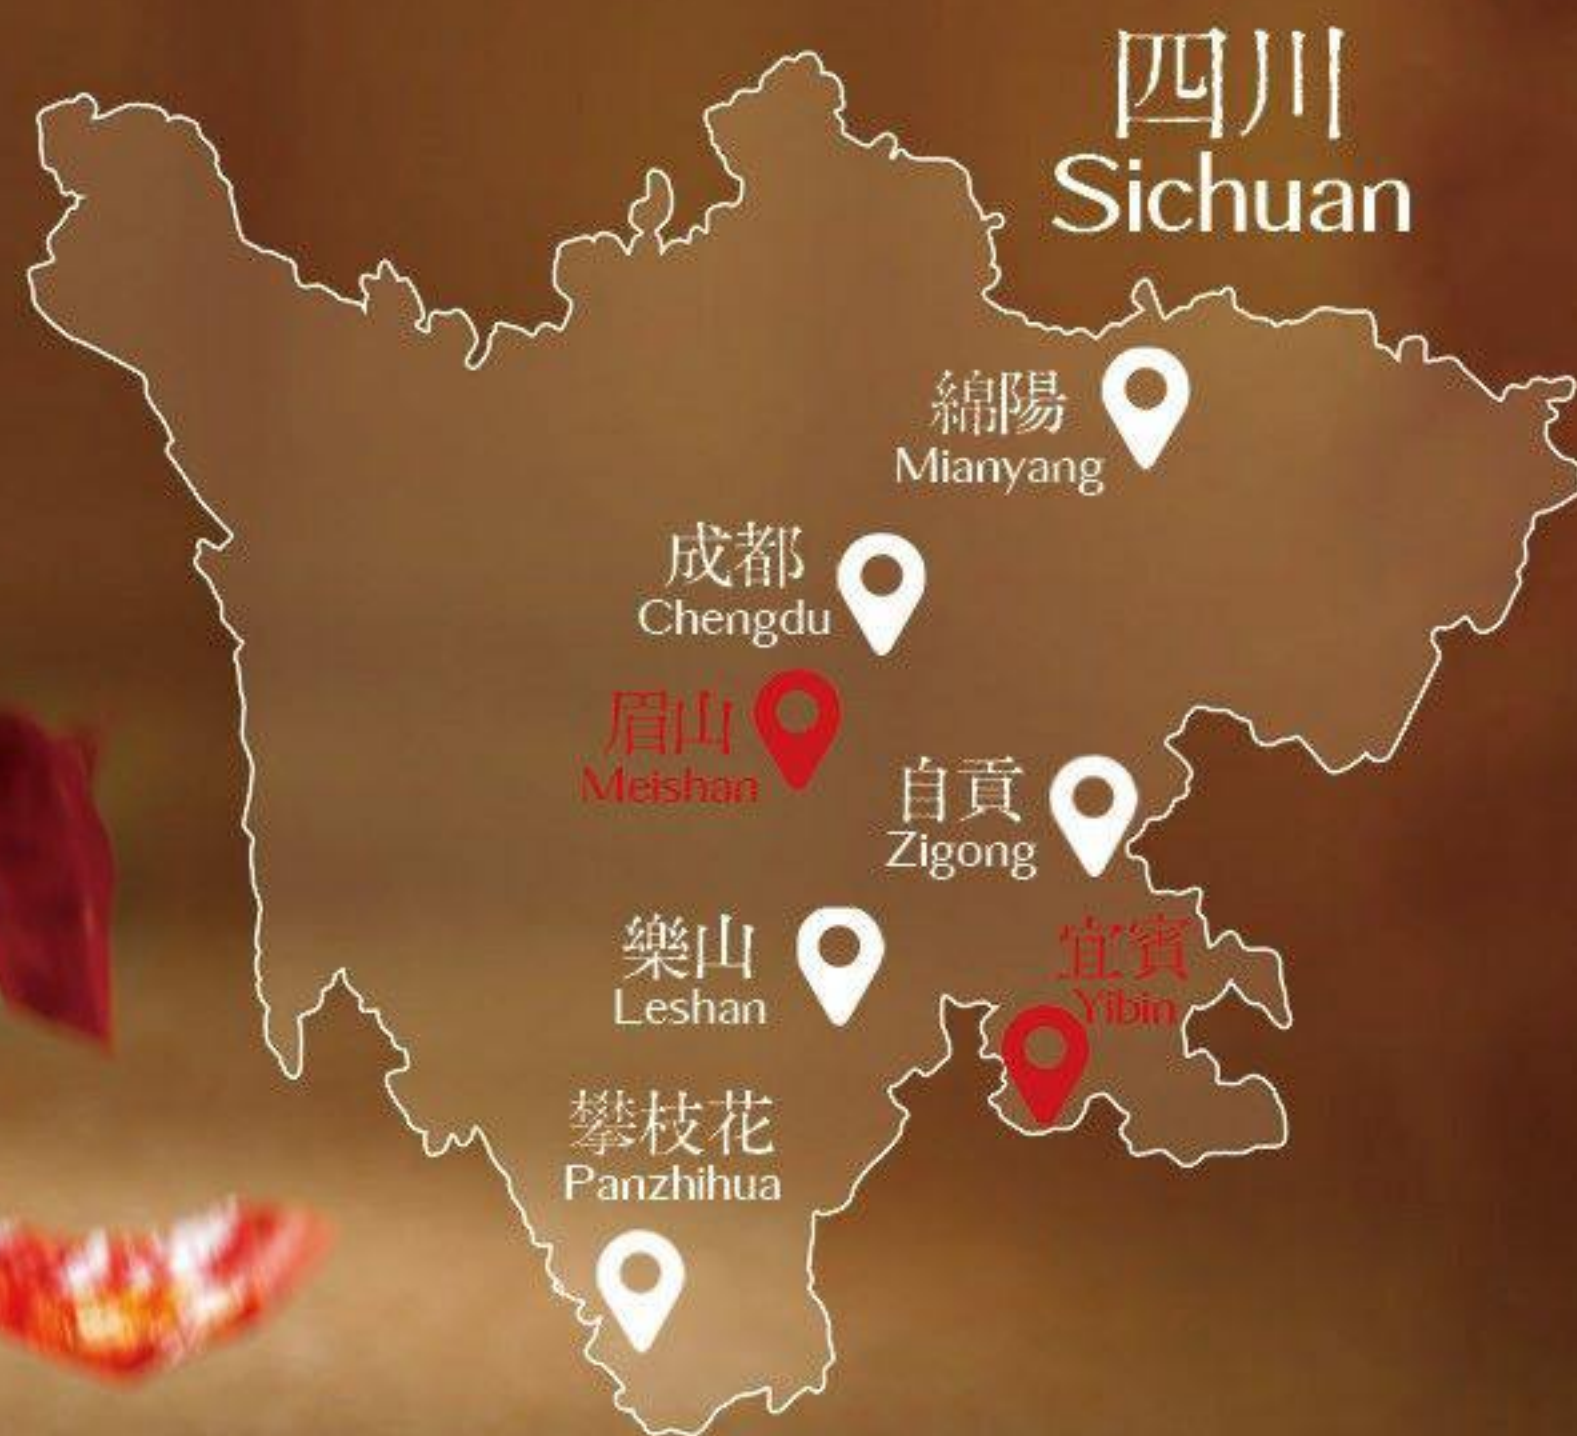 四川
Sichuan
綿陽
Mianyang
成都
Chengdu
眉山
Meishan
自貢
Zigong
樂山
Leshan
宜賓
Yibin
攀枝花
Panzhihua